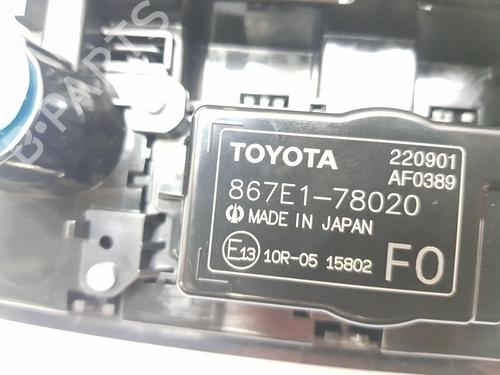 B-PARTS
TOYOTA 220901
AF0389
867E1-78020
MADE IN JAPAN
E13 10R-05 15802 F0